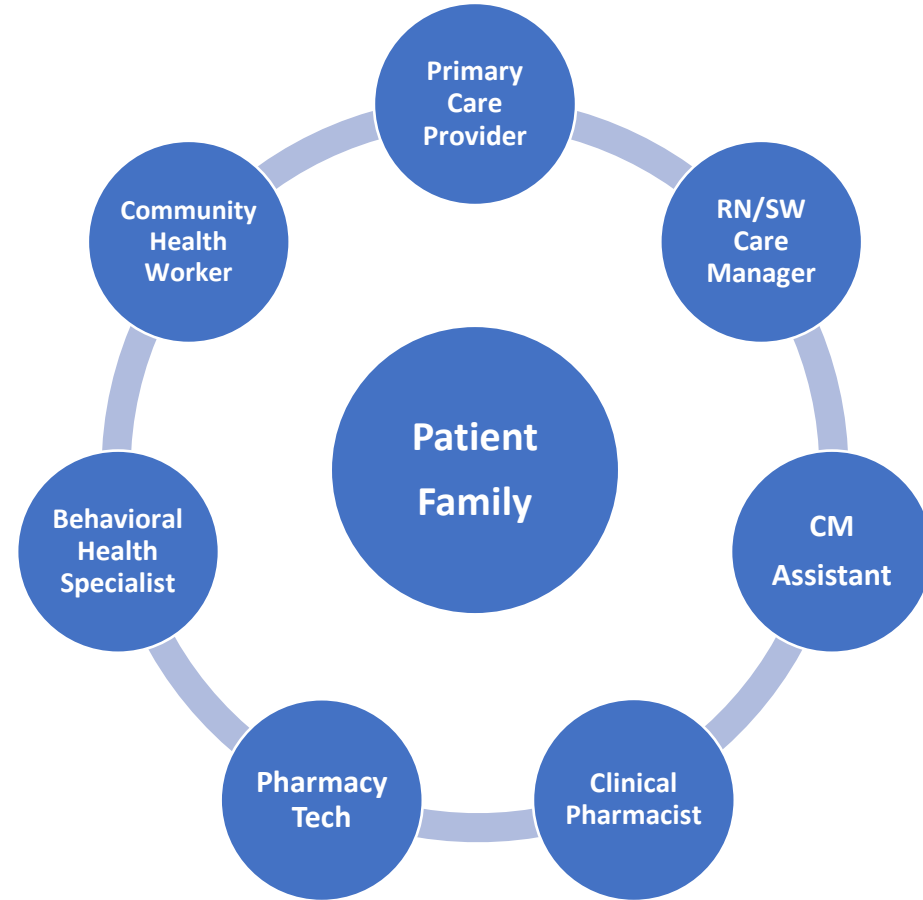 Primary
Care
Provider
RN/SW
Care
Manager
CM
Assistant
Clinical
Pharmacist
Pharmacy
Tech
Behavioral
Health
Specialist
Community
Health
Worker
Patient
Family